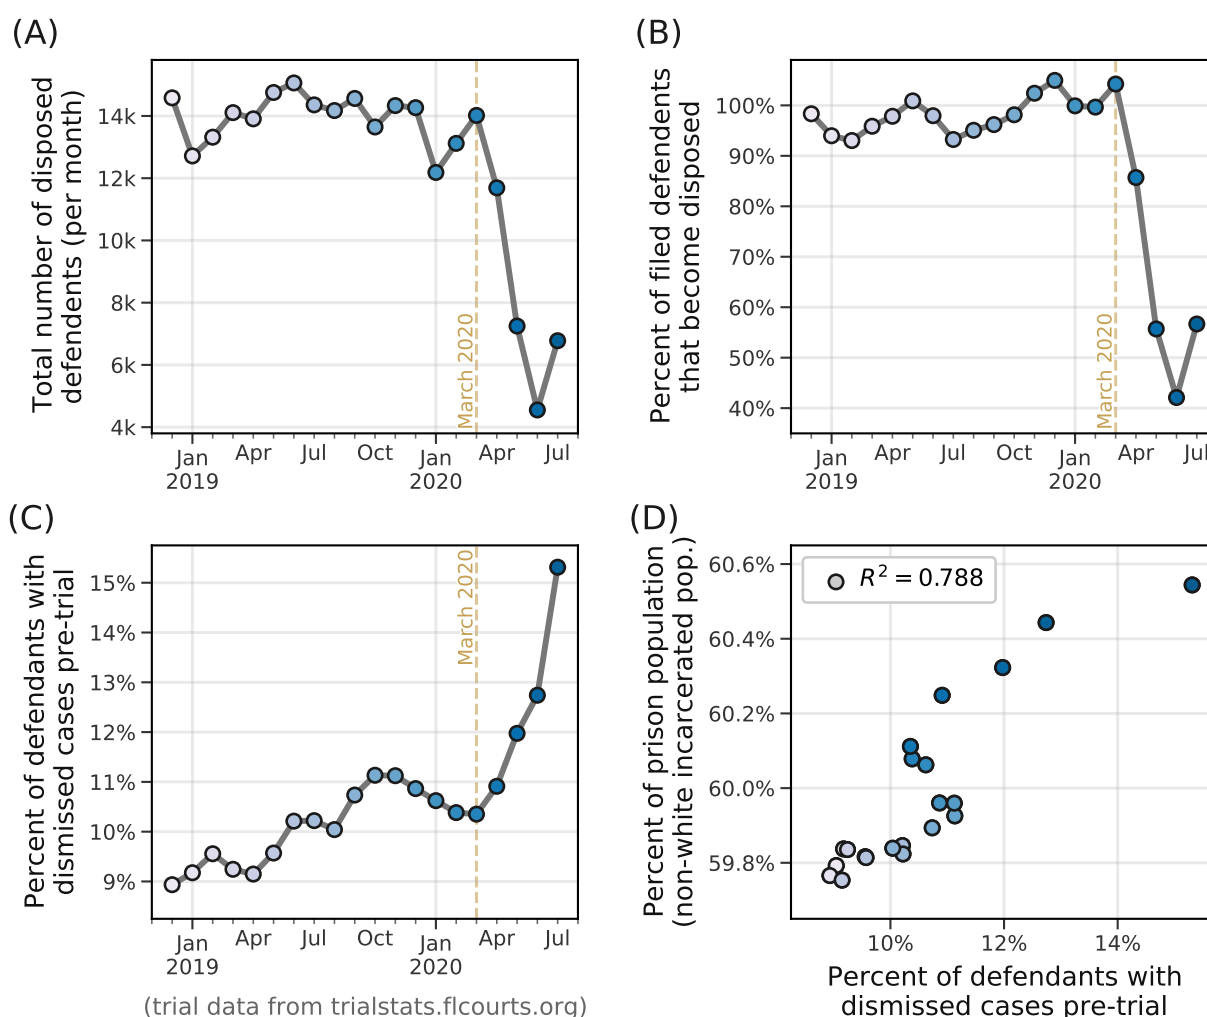 (A)
Total number of disposed
defendents (per month)
14k
12k
10k
8k
6k
4k
March 2020
Jan
2019
Apr
Jul
Oct
Jan
2020
Apr
Jul
(B)
Percent of filed defendents
that become disposed
100%
90%
80%
70%
60%
50%
40%
March 2020
Jan
2019
Apr
Jul
Oct
Jan
2020
Apr
Jul
(C)
Percent of defendants with
dismissed cases pre-trial
15%
14%
13%
12%
11%
10%
9%
March 2020
Jan
2019
Apr
Jul
Oct
Jan
2020
Apr
Jul
(trial data from trialstats.flcourts.org)
(D)
Percent of prison population
(non-white incarcerated pop.)
60.6%
60.4%
60.2%
60.0%
59.8%
R² = 0.788
10%
12%
14%
Percent of defendants with
dismissed cases pre-trial